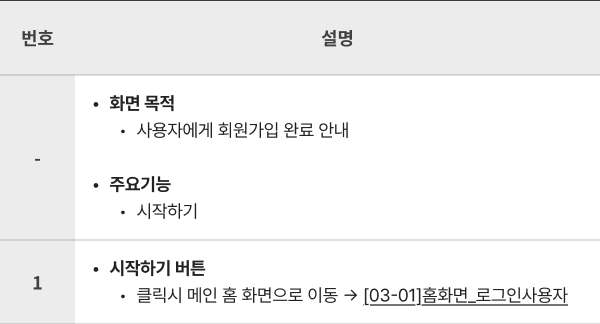 번호 설명
• 화면 목적
• 사용자에게 회원가입 완료 안내
-
• 주요기능
• 시작하기
• 시작하기 버튼
1
• 클릭시 메인 홈 화면으로 이동 → [03-01]홈화면_로그인사용자